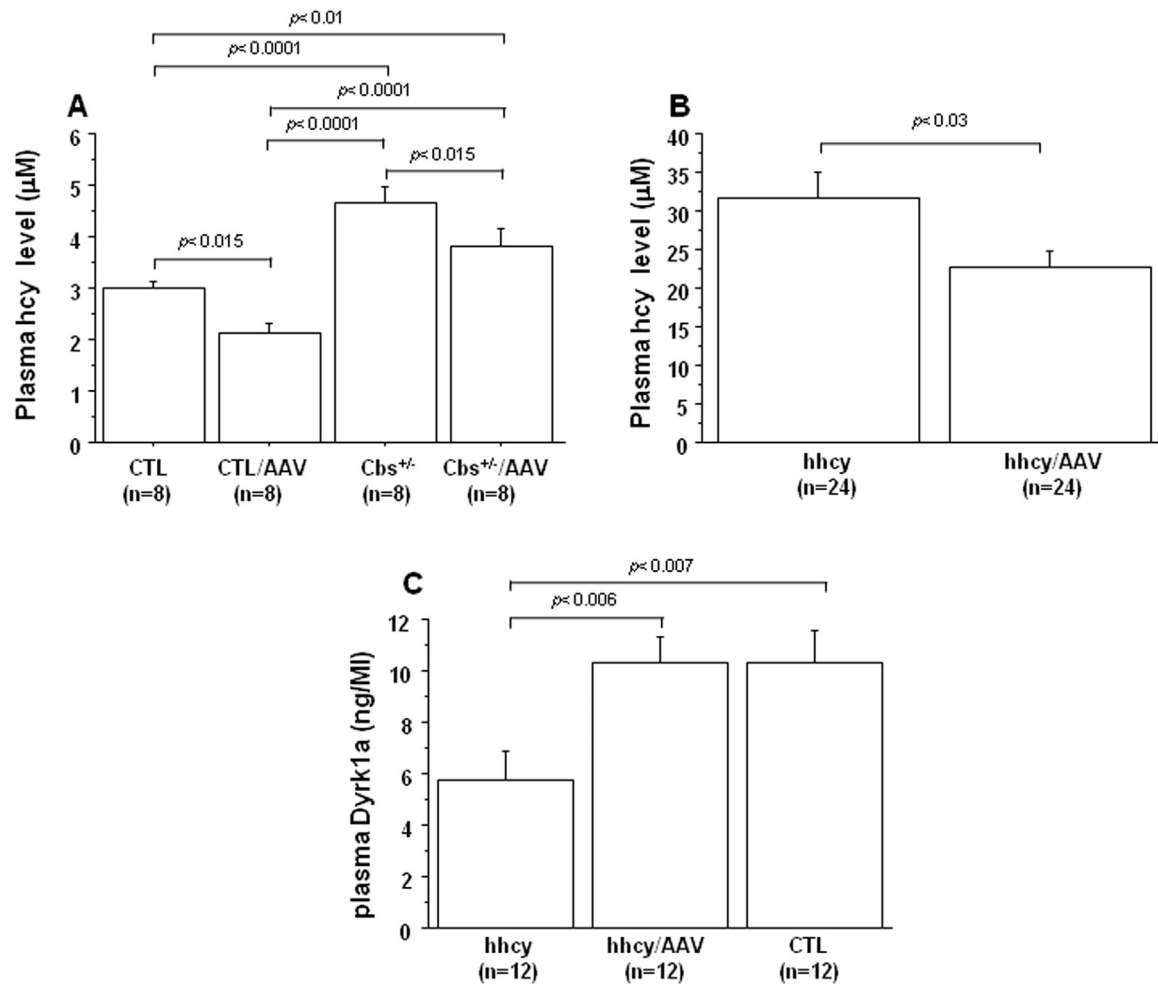 p< 0.01
p< 0.0001
A
p< 0.0001
p< 0.0001
p< 0.015
p< 0.015
Plasma hcy level (µM)
6
5
4
3
2
1
0
CTL
(n=8)
CTL/AAV
(n=8)
Cbs+/-
(n=8)
Cbs+/-/AAV
(n=8)
B
p< 0.03
Plasma hcy level (µM)
40
35
30
25
20
15
10
5
0
hhcy
(n=24)
hhcy/AAV
(n=24)
C
p< 0.007
p< 0.006
plasma Dyrk1a (ng/Ml)
12
10
8
6
4
2
0
hhcy
(n=12)
hhcy/AAV
(n=12)
CTL
(n=12)